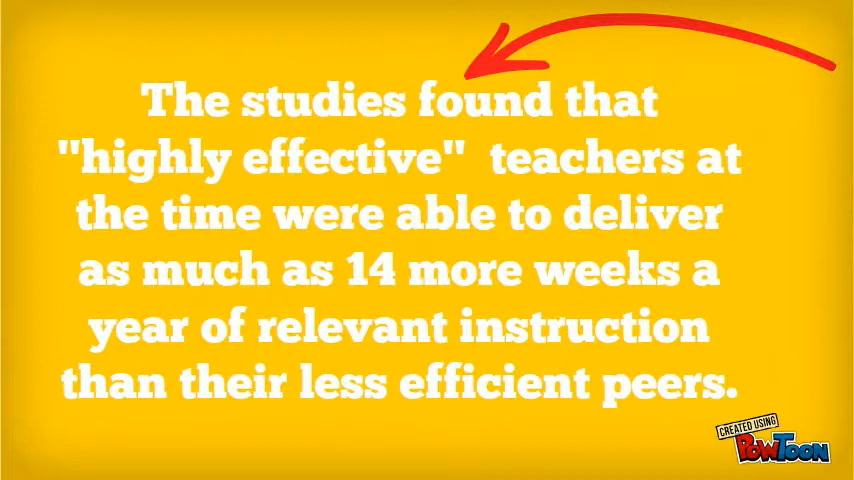 The studies found that
"highly effective" teachers at
the time were able to deliver
as much as 14 more weeks a
year of relevant instruction
than their less efficient peers.
CREATED USING
POWTOON